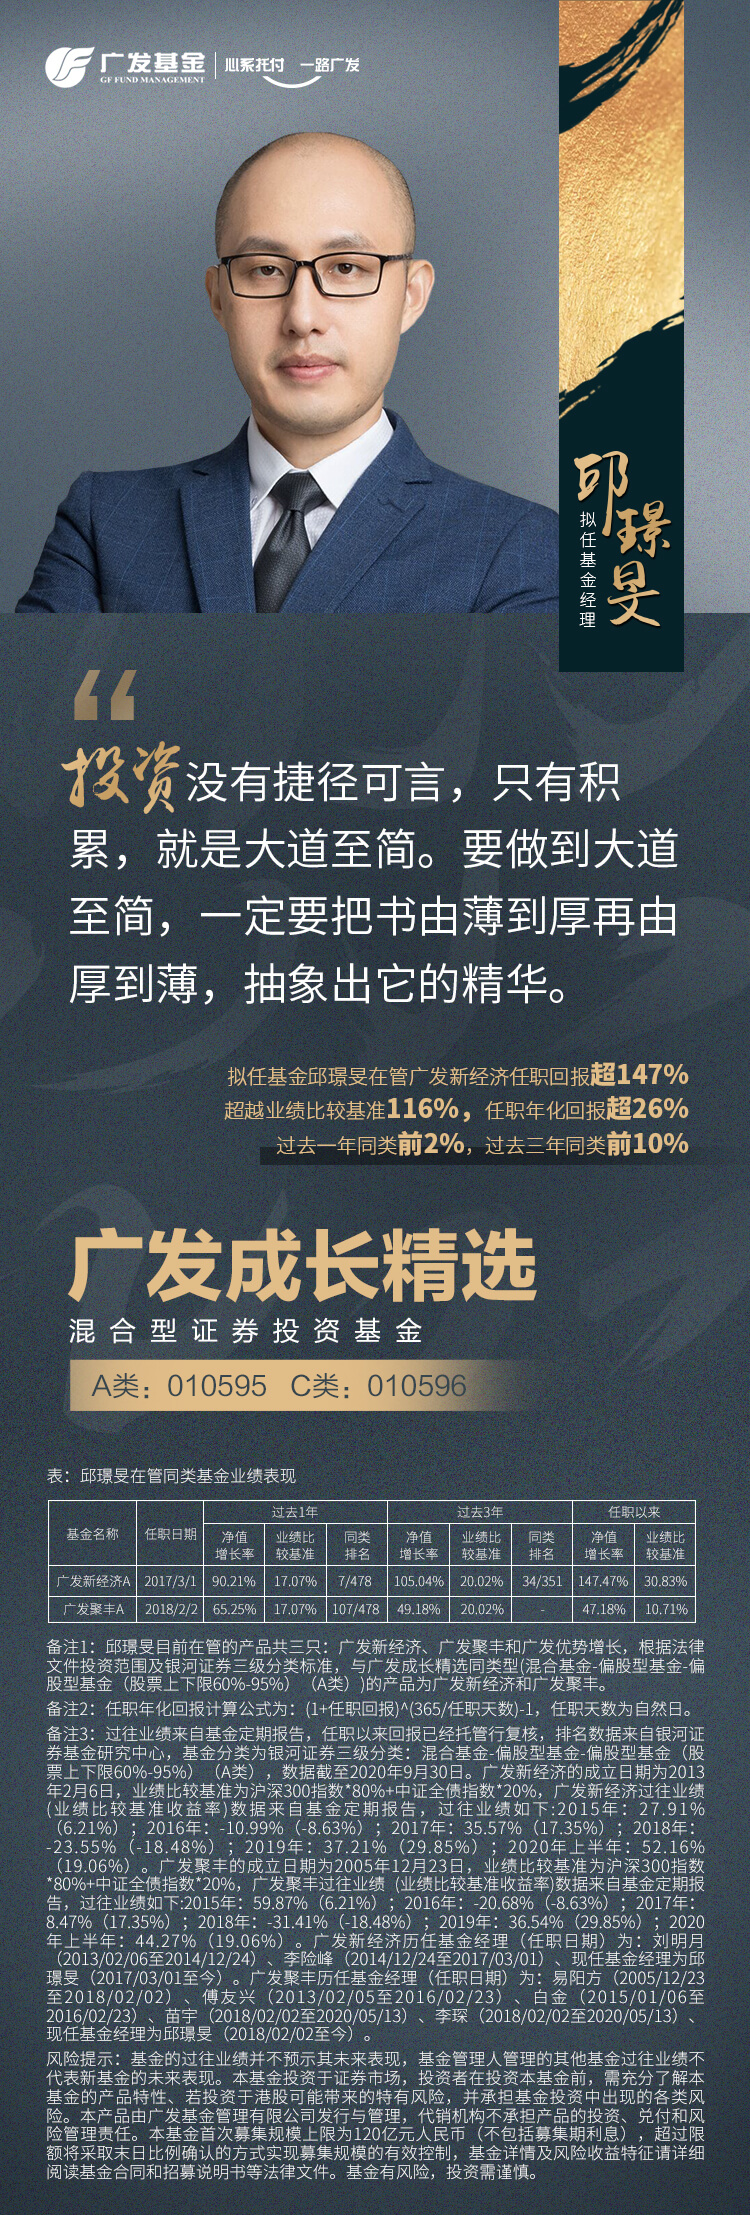 广发基金 心系托付 一路广发
GF FUND MANAGEMENT
邱璟旻
拟任基金经理
“
投资没有捷径可言，只有积
累，就是大道至简。要做到大道
至简，一定要把书由薄到厚再由
厚到薄，抽象出它的精华。
拟任基金邱璟旻在管广发新经济任职回报超147%
超越业绩比较基准116%，任职年化回报超26%
过去一年同类前2%，过去三年同类前10%
广发成长精选
混合型证券投资基金
A类：010595 C类：010596
表：邱璟旻在管同类基金业绩表现
基金名称 任职日期 过去1年 过去3年 任职以来
净值增长率 业绩比较基准 同类排名 净值增长率 业绩比较基准 同类排名 净值增长率 业绩比较基准
广发新经济A 2017/3/1 90.21% 17.07% 7/478 105.04% 20.02% 34/351 147.47% 30.83%
广发聚丰A 2018/2/2 65.25% 17.07% 107/478 49.18% 20.02% - 47.18% 10.71%
备注1：邱璟旻目前在管的产品共三只：广发新经济、广发聚丰和广发优势增长，根据法律
文件投资范围及银河证券三级分类标准，与广发成长精选同类型(混合基金-偏股型基金-偏
股型基金（股票上下限60%-95%）（A类）)的产品为广发新经济和广发聚丰。
备注2：任职年化回报计算公式为：(1+任职回报)^(365/任职天数)-1，任职天数为自然日。
备注3：过往业绩来自基金定期报告，任职以来回报已经托管行复核，排名数据来自银河证
券基金研究中心，基金分类为银河证券三级分类：混合基金-偏股型基金-偏股型基金（股
票上下限60%-95%）（A类），数据截至2020年9月30日。广发新经济的成立日期为2013
年2月6日，业绩比较基准为沪深300指数*80%+中证全债指数*20%，广发新经济过往业绩
(业绩比较基准收益率)数据来自基金定期报告，过往业绩如下:2015年：27.91%
（6.21%）；2016年：-10.99%（-8.63%）；2017年：35.57%（17.35%）；2018年：
-23.55%（-18.48%）；2019年：37.21%（29.85%）；2020年上半年：52.16%
（19.06%）。广发聚丰的成立日期为2005年12月23日，业绩比较基准为沪深300指数
*80%+中证全债指数*20%，广发聚丰过往业绩 (业绩比较基准收益率)数据来自基金定期报
告，过往业绩如下:2015年：59.87%（6.21%）；2016年：-20.68%（-8.63%）；2017年：
8.47%（17.35%）；2018年：-31.41%（-18.48%）；2019年：36.54%（29.85%）；2020
年上半年：44.27%（19.06%）。广发新经济历任基金经理（任职日期）为：刘明月
（2013/02/06至2014/12/24）、李险峰（2014/12/24至2017/03/01）、现任基金经理为邱
璟旻（2017/03/01至今）。广发聚丰历任基金经理（任职日期）为：易阳方（2005/12/23
至2018/02/02）、傅友兴（2013/02/05至2016/02/23）、白金（2015/01/06至
2016/02/23）、苗宇（2018/02/02至2020/05/13）、李琛（2018/02/02至2020/05/13）、
现任基金经理为邱璟旻（2018/02/02至今）。
风险提示：基金的过往业绩并不预示其未来表现，基金管理人管理的其他基金过往业绩不
代表新基金的未来表现。本基金投资于证券市场，投资者在投资本基金前，需充分了解本
基金的产品特性、若投资于港股可能带来的特有风险，并承担基金投资中出现的各类风
险。本产品由广发基金管理有限公司发行与管理，代销机构不承担产品的投资、兑付和风
险管理责任。本基金首次募集规模上限为120亿元人民币（不包括募集期利息），超过限
额将采取末日比例确认的方式实现募集规模的有效控制，基金详情及风险收益特征请详细
阅读基金合同和招募说明书等法律文件。基金有风险，投资需谨慎。